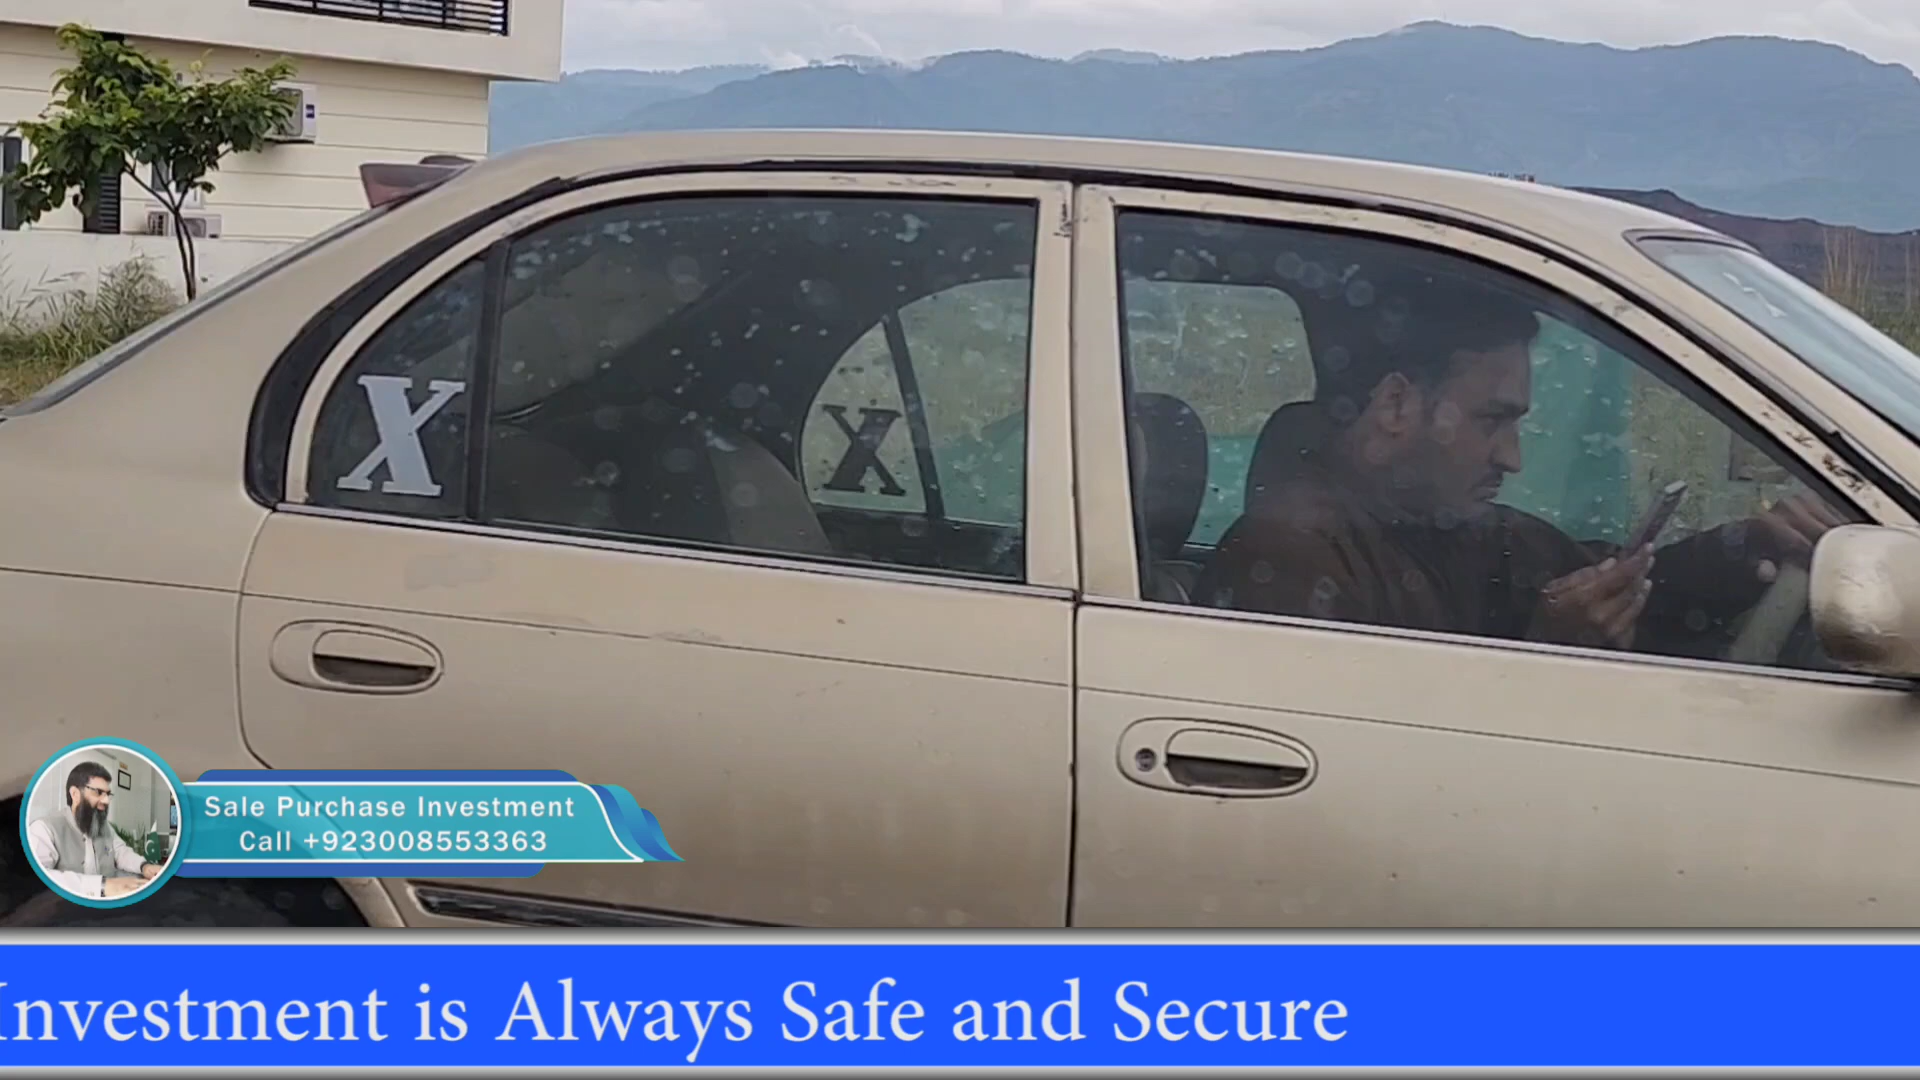 X
X
Sale Purchase Investment
Call +923008553363
Investment is Always Safe and Secure